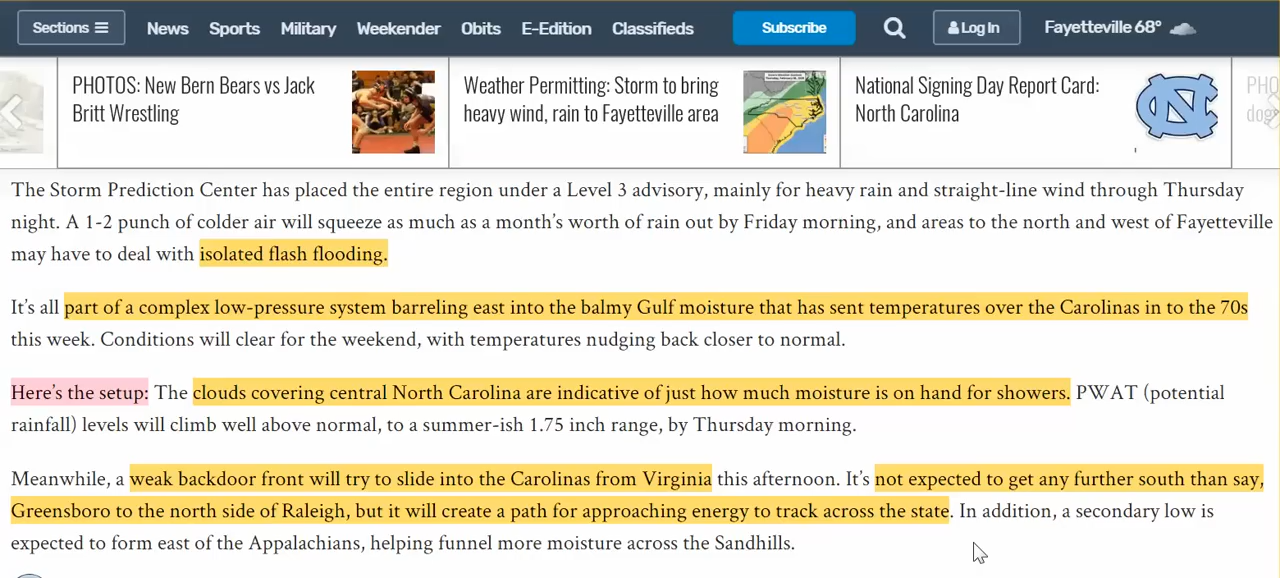 Sections News Sports Military Weekender Obits E-Edition Classifieds Subscribe Log In Fayetteville 68°
PHOTOS: New Bern Bears vs Jack
Britt Wrestling
Weather Permitting: Storm to bring
heavy wind, rain to Fayetteville area
National Signing Day Report Card:
North Carolina
NC
PHO
dog
The Storm Prediction Center has placed the entire region under a Level 3 advisory, mainly for heavy rain and straight-line wind through Thursday
night. A 1-2 punch of colder air will squeeze as much as a month’s worth of rain out by Friday morning, and areas to the north and west of Fayetteville
may have to deal with isolated flash flooding.
It’s all part of a complex low-pressure system barreling east into the balmy Gulf moisture that has sent temperatures over the Carolinas in to the 70s
this week. Conditions will clear for the weekend, with temperatures nudging back closer to normal.
Here’s the setup: The clouds covering central North Carolina are indicative of just how much moisture is on hand for showers. PWAT (potential
rainfall) levels will climb well above normal, to a summer-ish 1.75 inch range, by Thursday morning.
Meanwhile, a weak backdoor front will try to slide into the Carolinas from Virginia this afternoon. It’s not expected to get any further south than say,
Greensboro to the north side of Raleigh, but it will create a path for approaching energy to track across the state. In addition, a secondary low is
expected to form east of the Appalachians, helping funnel more moisture across the Sandhills.